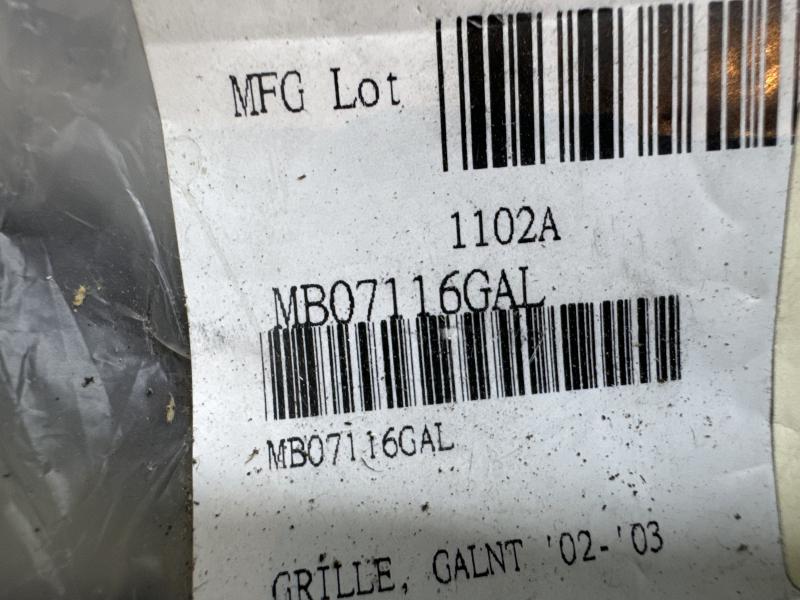 MFG Lot
1102A
MB07116GAL
MB07116GAL
GRILLE, GALNT '02-'03